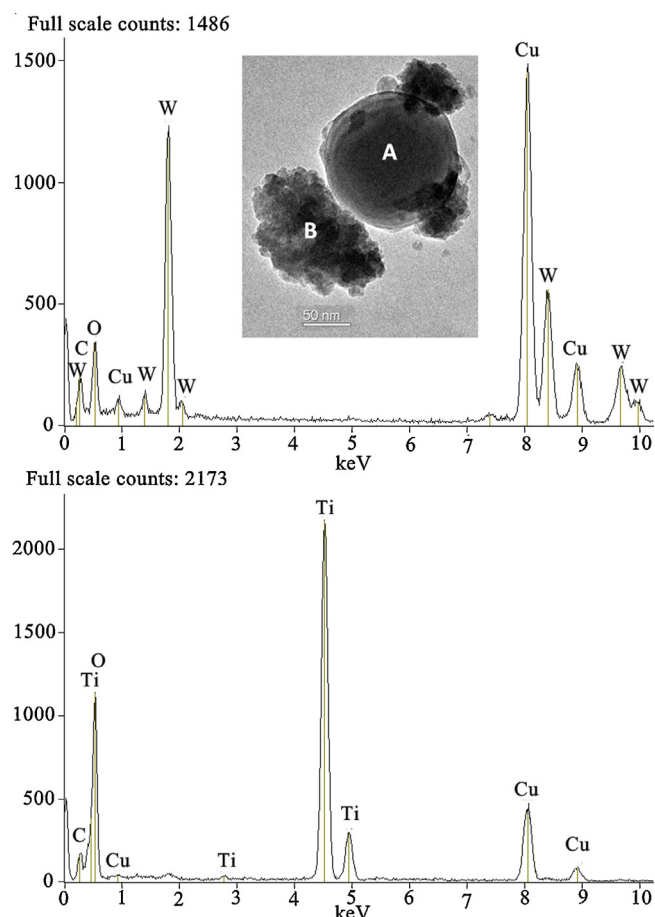 Full scale counts: 1486
1500
1000
500
0
W
C
O
Cu
W
W
W
Cu
W
Cu
W
W
A
B
50 nm
0 1 2 3 4 5 6 7 8 9 10
keV
Full scale counts: 2173
2000
1500
1000
500
0
C
Ti
O
Cu
Ti
Ti
Ti
Cu
Cu
0 1 2 3 4 5 6 7 8 9 10
keV